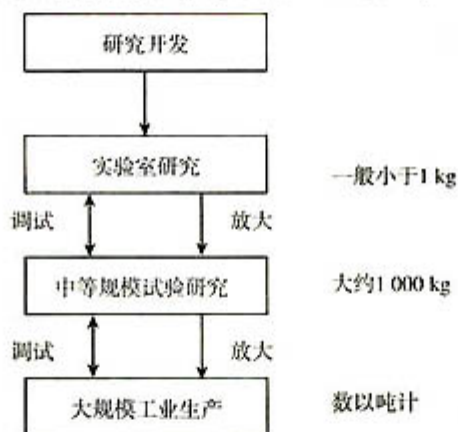 研究开发
实验室研究
一般小于1 kg
调试
放大
中等规模试验研究
大约1 000 kg
调试
放大
大规模工业生产
数以吨计